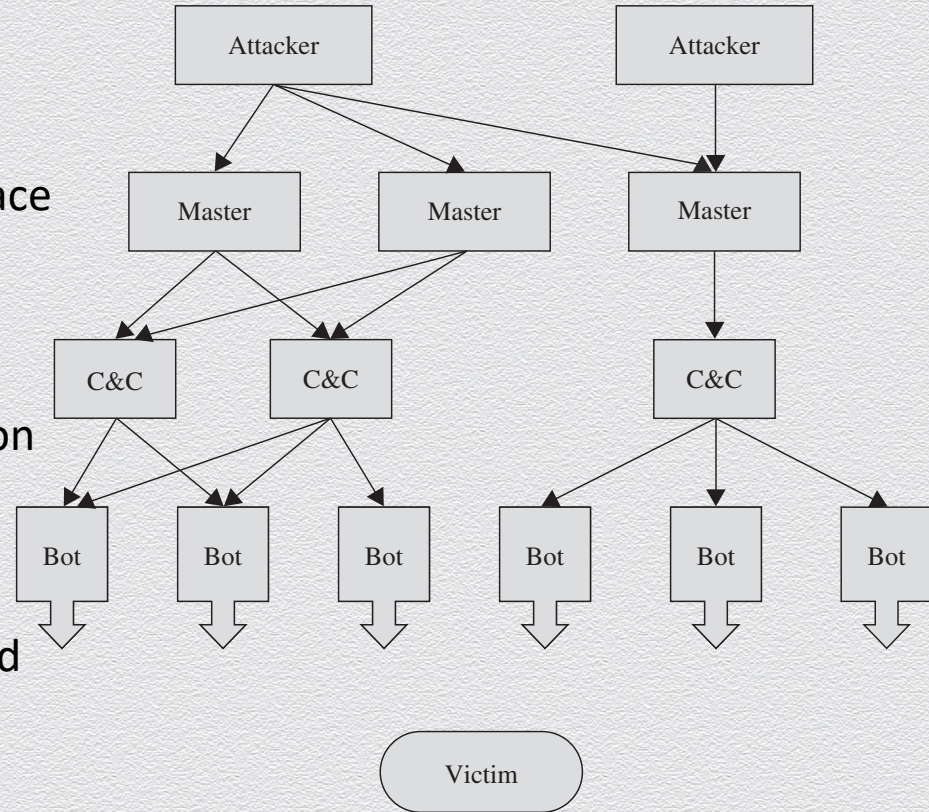 Attacker Attacker
ace
Master Master Master
C&C C&C C&C
on
Bot Bot Bot Bot Bot Bot
d
Victim